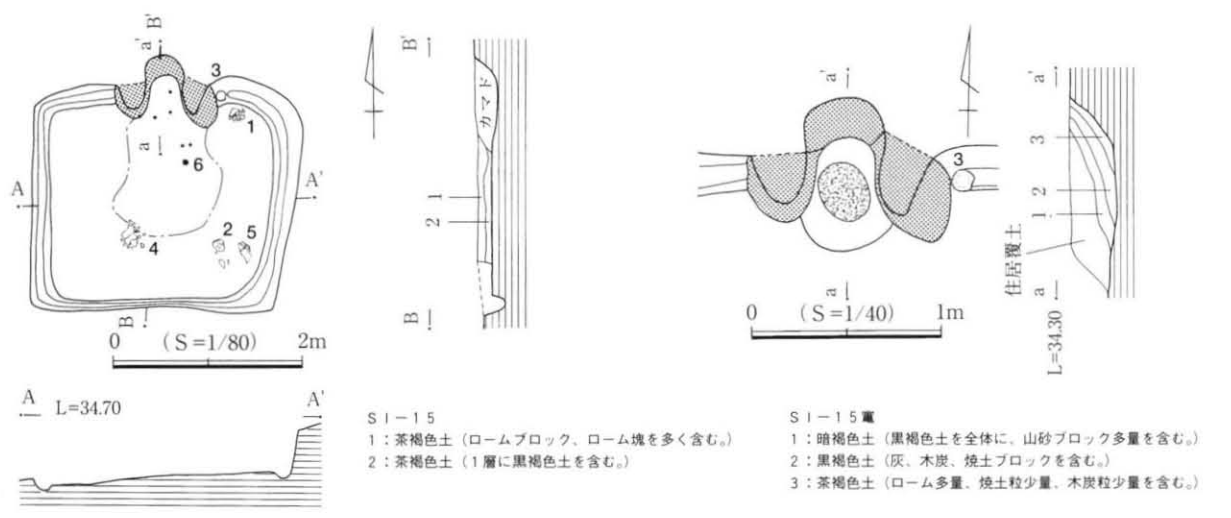 B'
a'
3
1
a
6
A
A'
2
5
4
B
0 (S=1/80) 2m
B'
カマド
1
2
B
a'
3
a
0 (S=1/40) 1m
a'
3
2
1
住居覆土
a
L=34.30
A
L=34.70
A'
SI-15
1:茶褐色土(ロームブロック、ローム塊を多く含む。)
2:茶褐色土(1層に黒褐色土を含む。)
SI-15竃
1:暗褐色土(黒褐色土を全体に、山砂ブロック多量を含む。)
2:黒褐色土(灰、木炭、焼土ブロックを含む。)
3:茶褐色土(ローム多量、焼土粒少量、木炭粒少量を含む。)